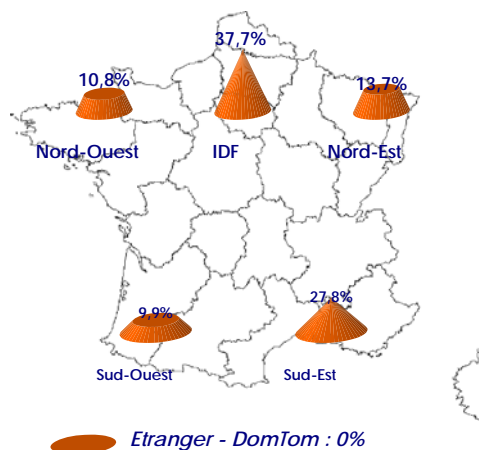 37,7%
10,8%
13,7%
Nord-Ouest
IDF
Nord-Est
9,9%
27,8%
Sud-Ouest
Sud-Est
Etranger - DomTom : 0%